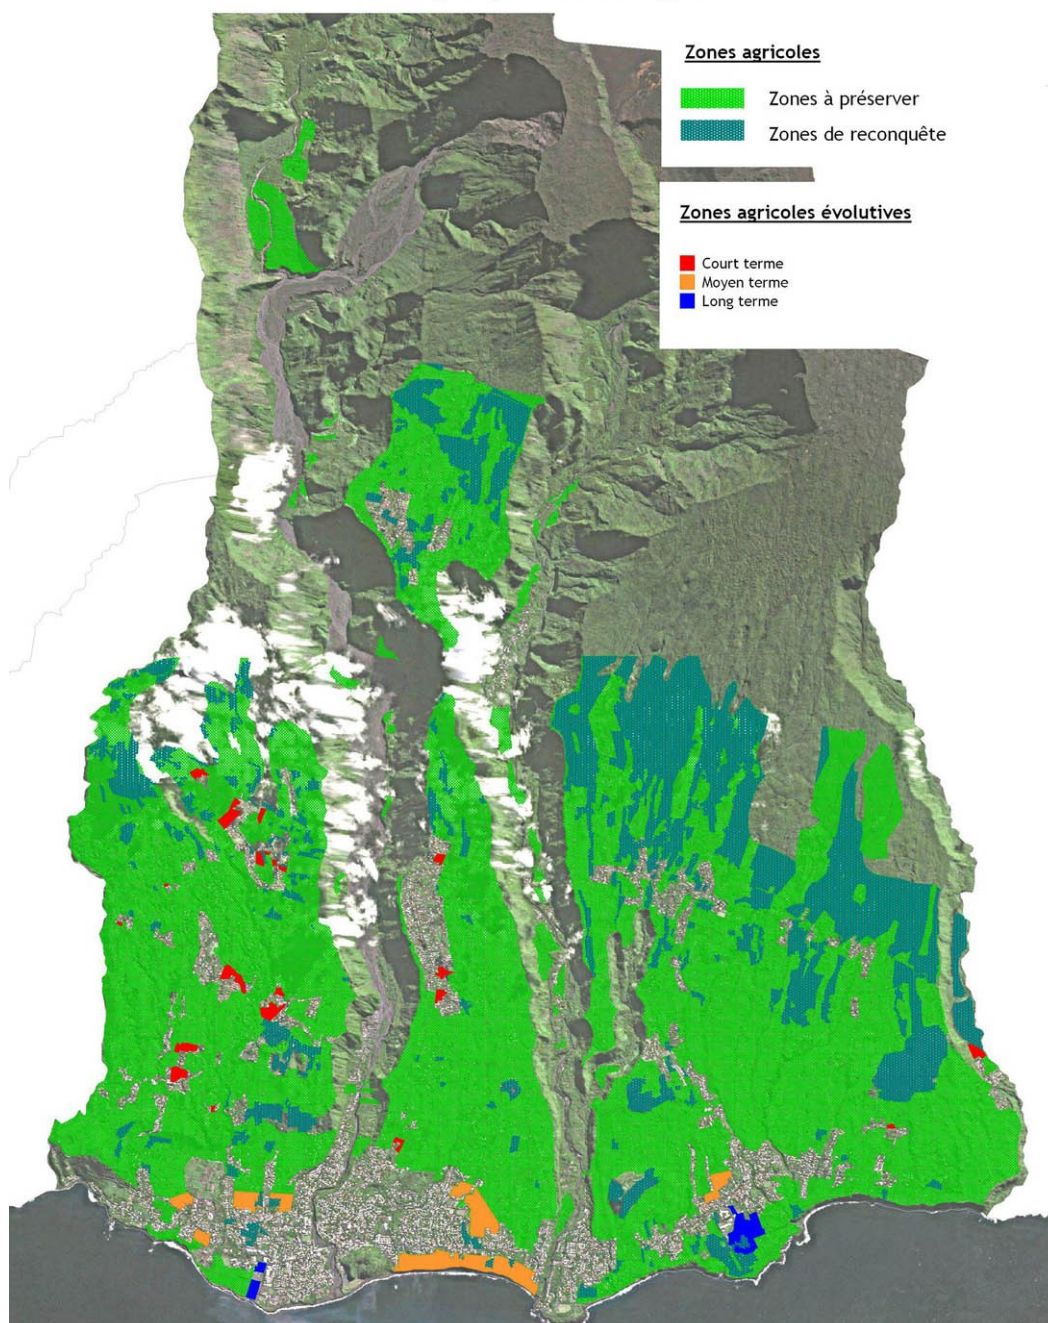 Zones agricoles
Zones à préserver
Zones de reconquête
Zones agricoles évolutives
Court terme
Moyen terme
Long terme